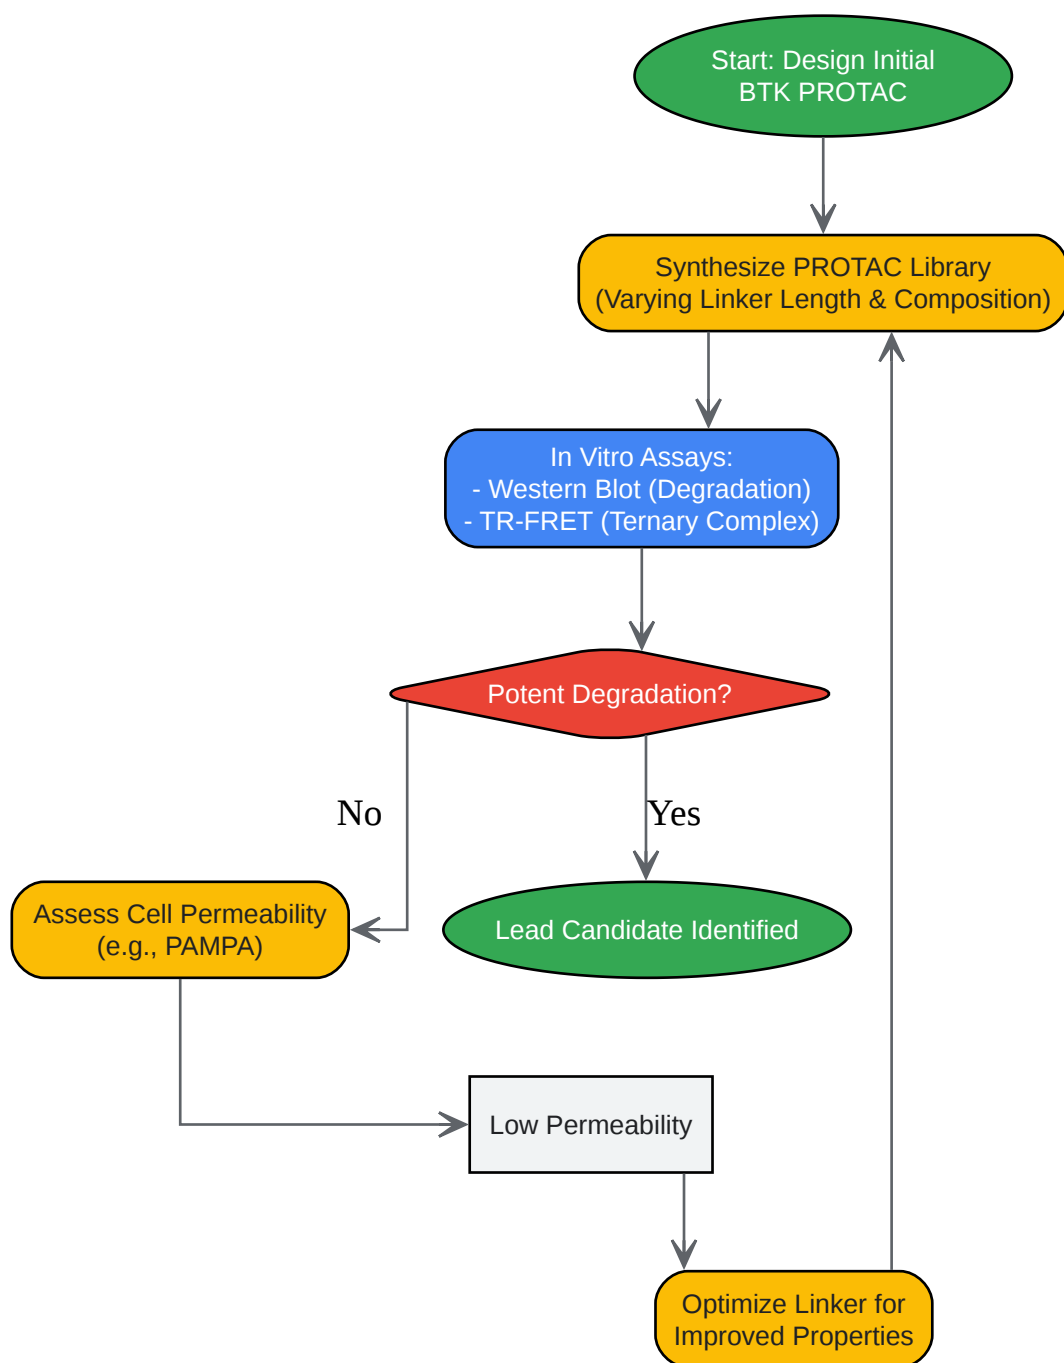 Start: Design Initial
BTK PROTAC
Synthesize PROTAC Library
(Varying Linker Length & Composition)
In Vitro Assays:
- Western Blot (Degradation)
- TR-FRET (Ternary Complex)
Potent Degradation?
No
Yes
Assess Cell Permeability
(e.g., PAMPA)
Lead Candidate Identified
Low Permeability
Optimize Linker for
Improved Properties